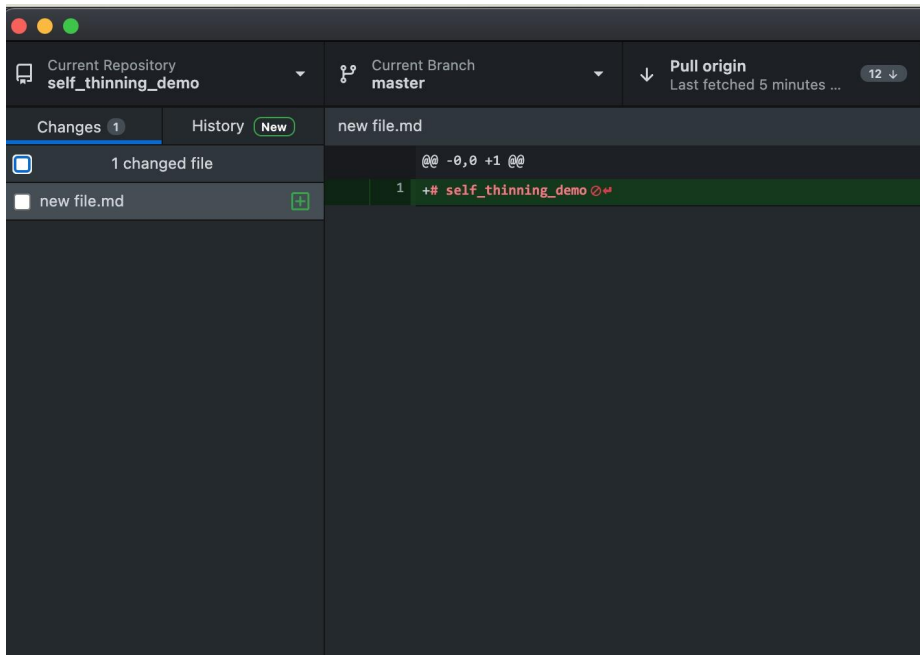 Current Repository
self_thinning_demo
Current Branch
master
Pull origin
Last fetched 5 minutes ...
12
Changes 1
History New
new file.md
1 changed file
new file.md
@@ -0,0 +1 @@
1 +# self_thinning_demo